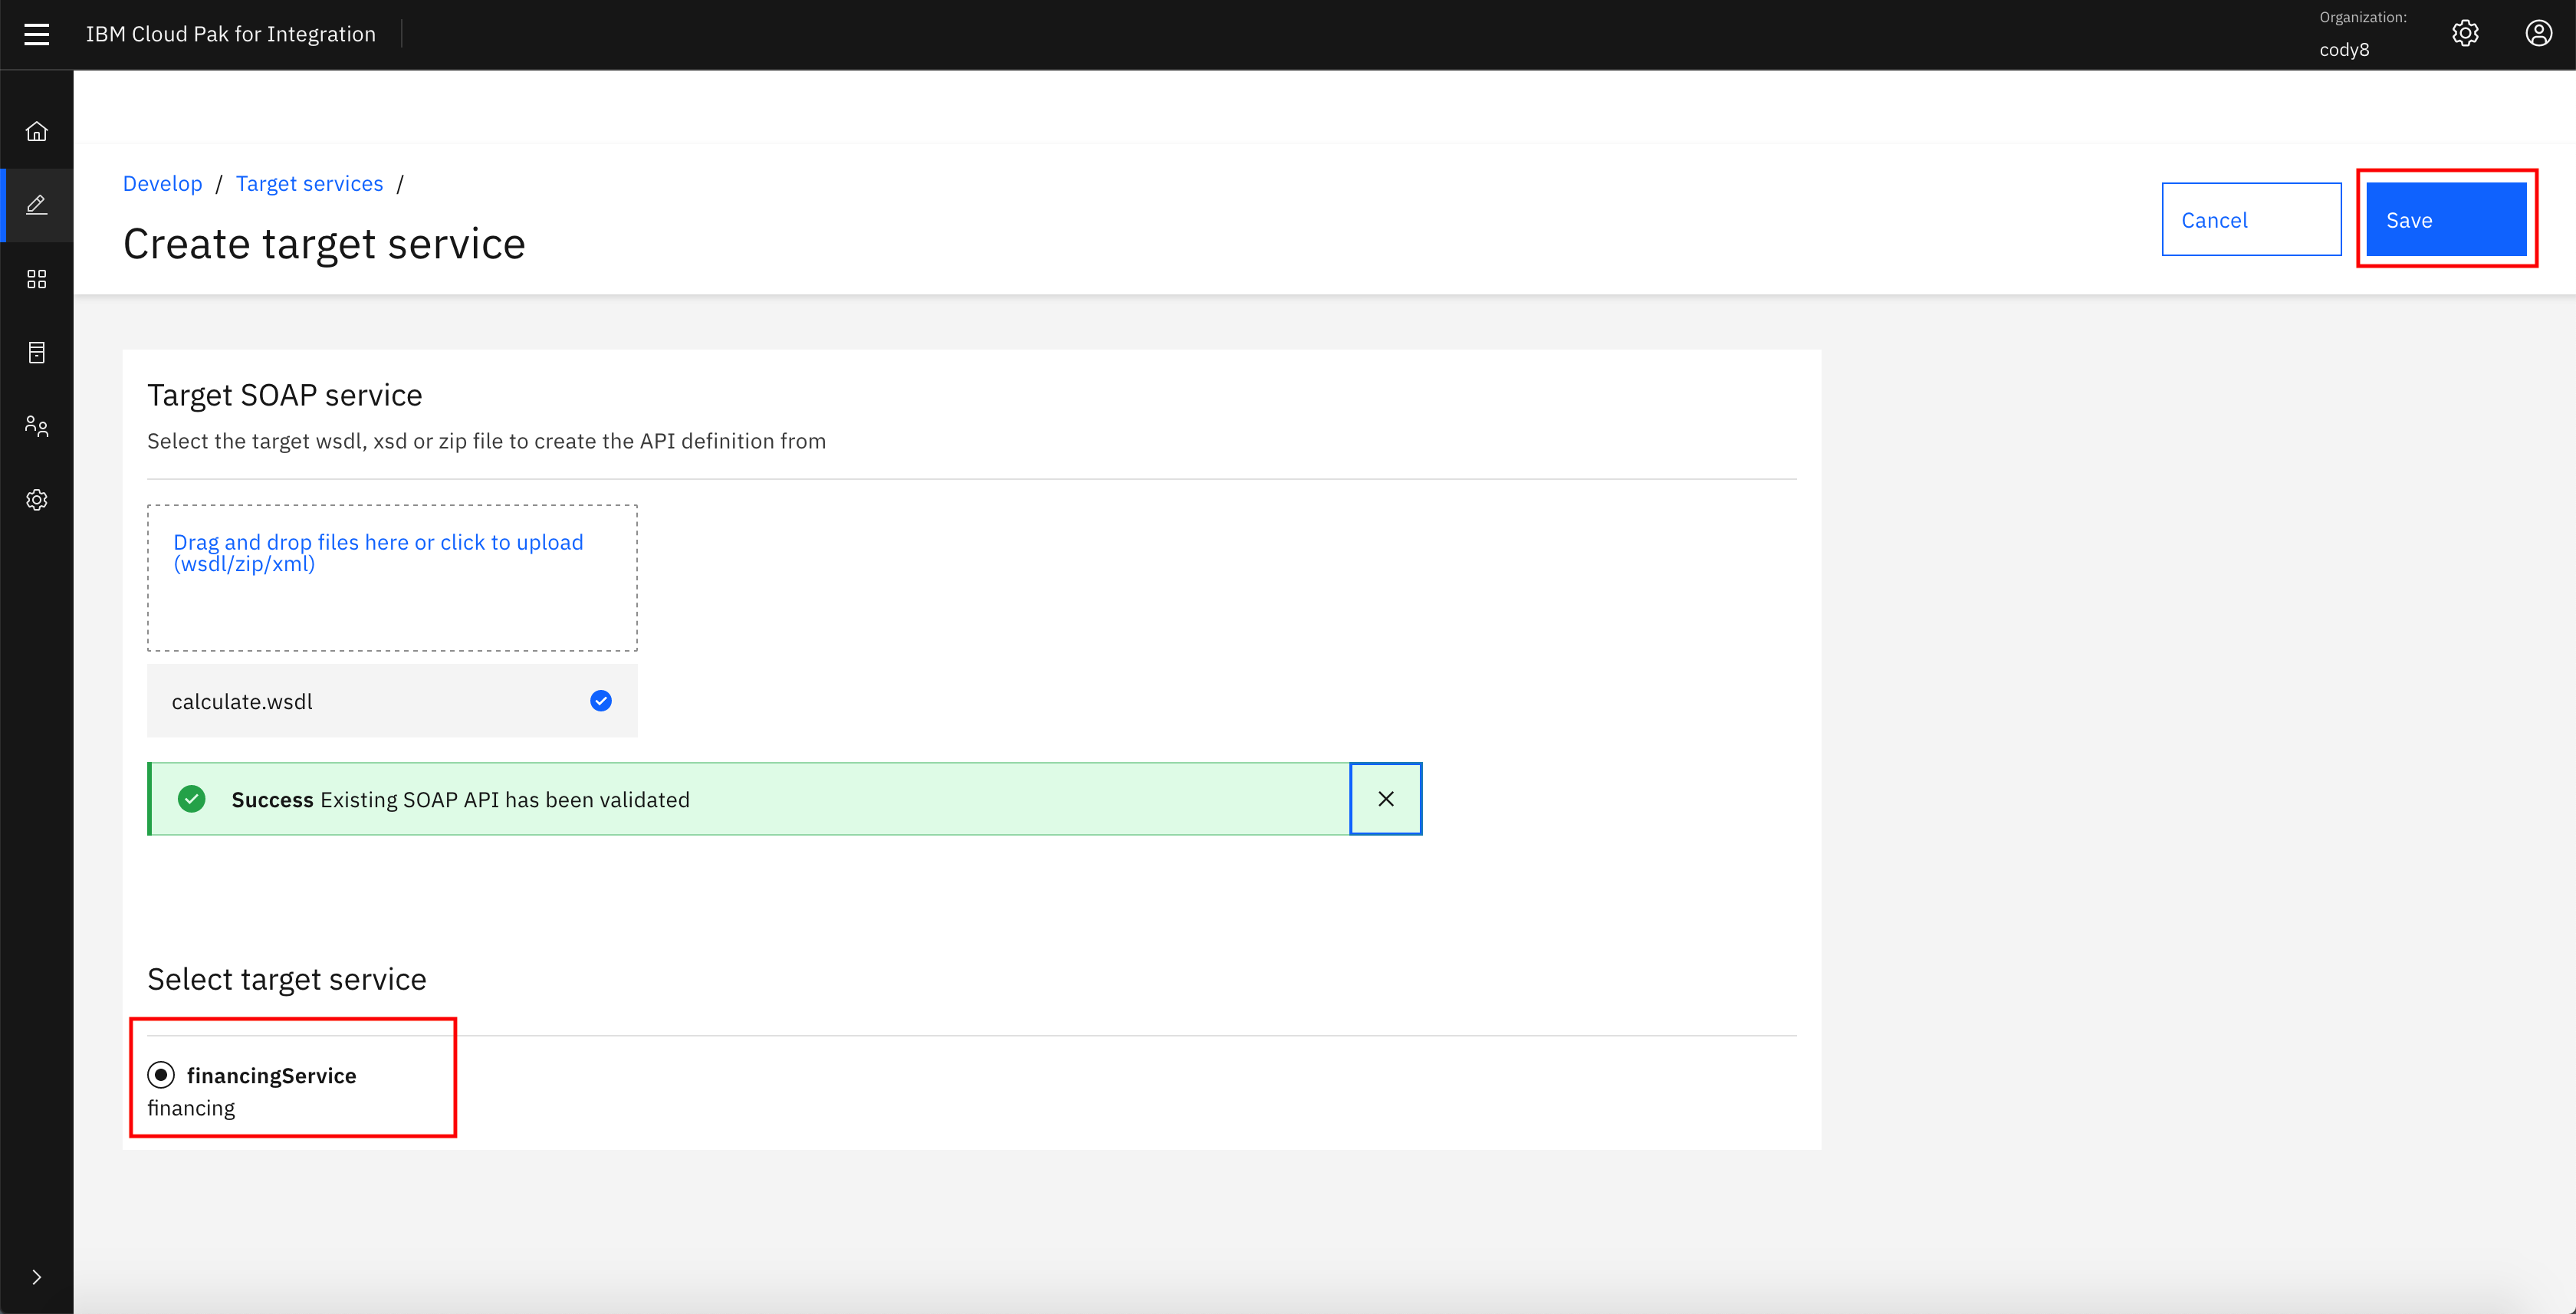 IBM Cloud Pak for Integration
Organization:
cody8
Develop / Target services /
Create target service
Cancel
Save
Target SOAP service
Select the target wsdl, xsd or zip file to create the API definition from
Drag and drop files here or click to upload
(wsdl/zip/xml)
calculate.wsdl
Success Existing SOAP API has been validated
Select target service
financingService
financing